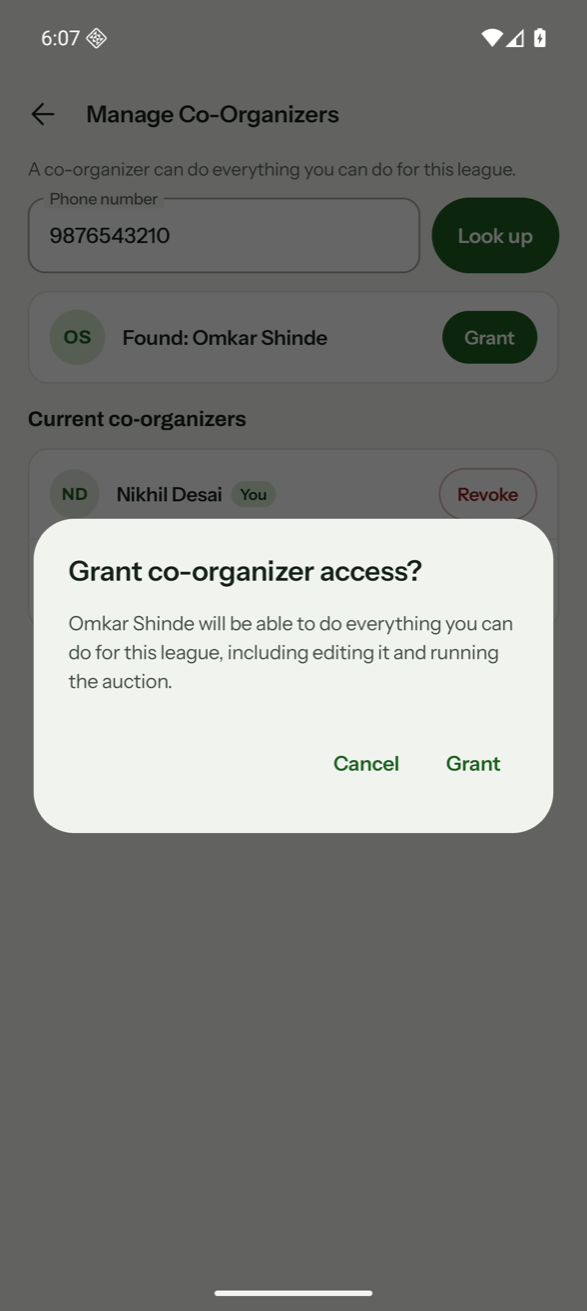 6:07
Manage Co-Organizers
A co-organizer can do everything you can do for this league.
Phone number
9876543210
Look up
OS
Found: Omkar Shinde
Grant
Current co-organizers
ND
Nikhil Desai
You
Revoke
Grant co-organizer access?
Omkar Shinde will be able to do everything you can
do for this league, including editing it and running
the auction.
Cancel
Grant